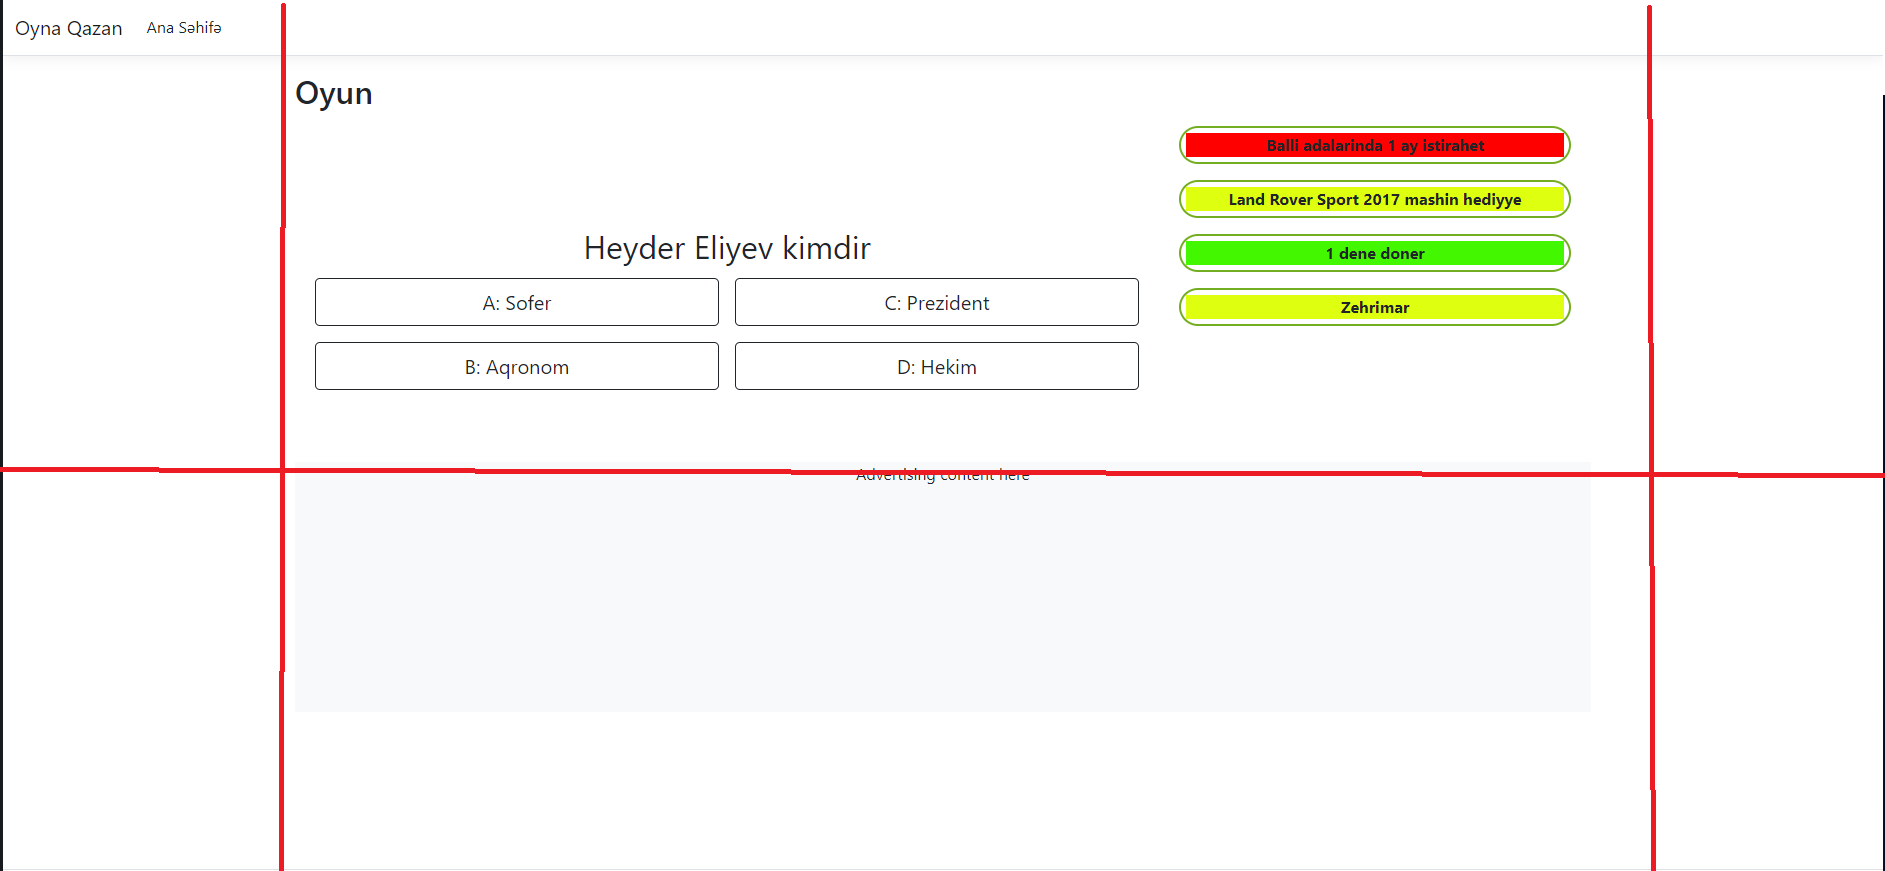 Oyna Qazan Ana Səhifə
Oyun
Heyder Eliyev kimdir
A: Sofer
C: Prezident
B: Aqronom
D: Hekim
Balli adalarinda 1 ay istirahet
Land Rover Sport 2017 mashin hediyye
1 dene doner
Zehrimar
Advertising content here